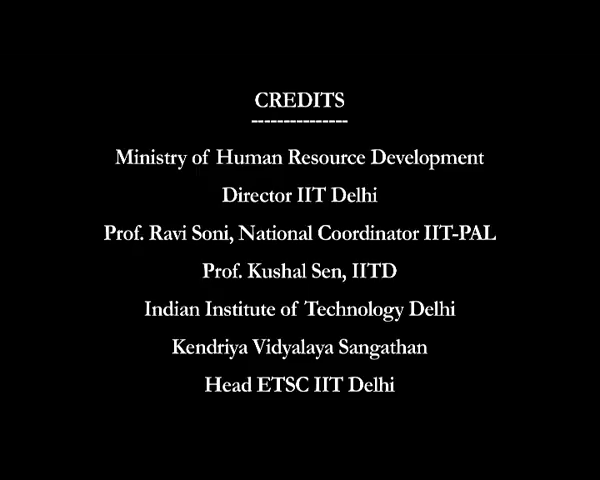 CREDITS
---------------
Ministry of Human Resource Development
Director IIT Delhi
Prof. Ravi Soni, National Coordinator IIT-PAL
Prof. Kushal Sen, IITD
Indian Institute of Technology Delhi
Kendriya Vidyalaya Sangathan
Head ETSC IIT Delhi